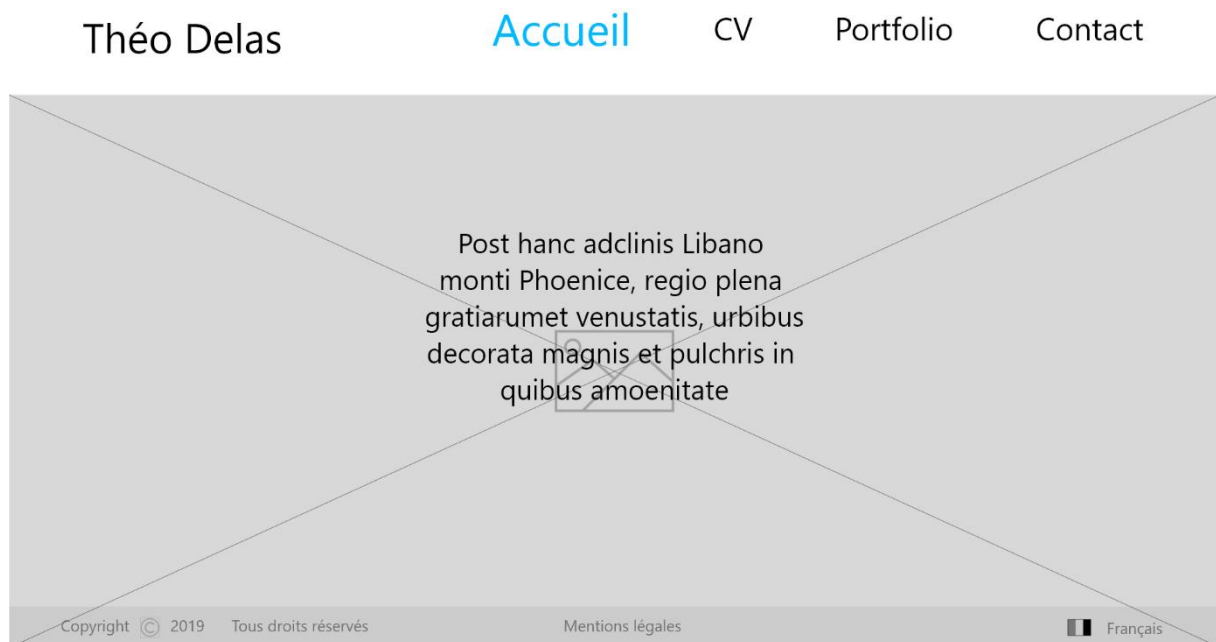 Théo Delas Accueil CV Portfolio Contact
Post hanc adclinis Libano
monti Phoenice, regio plena
gratiarumet venustatis, urbibus
decorata magnis et pulchris in
quibus amoenitate
Copyright © 2019 Tous droits réservés Mentions légales Français